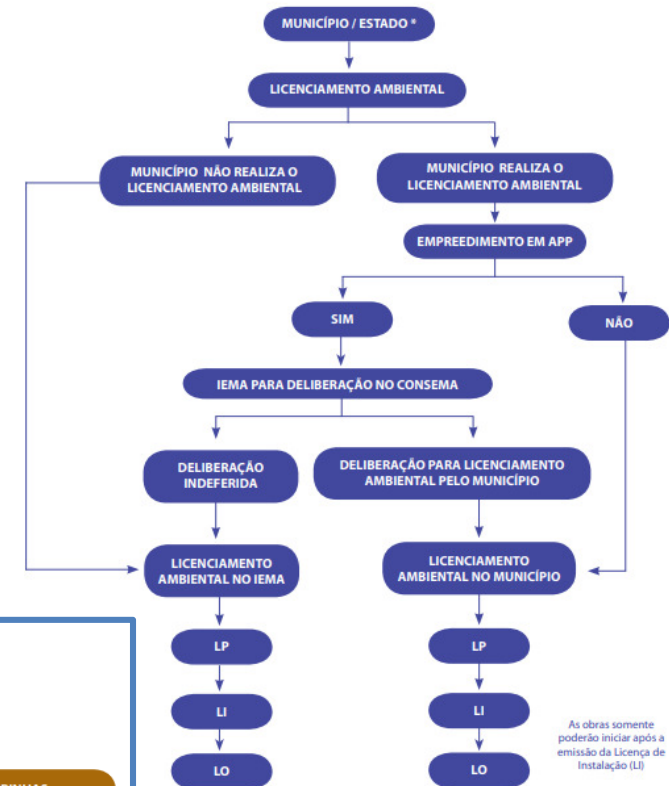 MUNICÍPIO / ESTADO *
LICENCIAMENTO AMBIENTAL
MUNICÍPIO NÃO REALIZA O
LICENCIAMENTO AMBIENTAL
MUNICÍPIO REALIZA O
LICENCIAMENTO AMBIENTAL
EMPREEDIMENTO EM APP
SIM
NÃO
IEMA PARA DELIBERAÇÃO NO CONSEMA
DELIBERAÇÃO
INDEFERIDA
DELIBERAÇÃO PARA LICENCIAMENTO
AMBIENTAL PELO MUNICÍPIO
LICENCIAMENTO
AMBIENTAL NO IEMA
LICENCIAMENTO
AMBIENTAL NO MUNICÍPIO
LP
LP
LI
LI
LO
LO
As obras somente
poderão iniciar após a
emissão da Licença de
Instalação (LI)